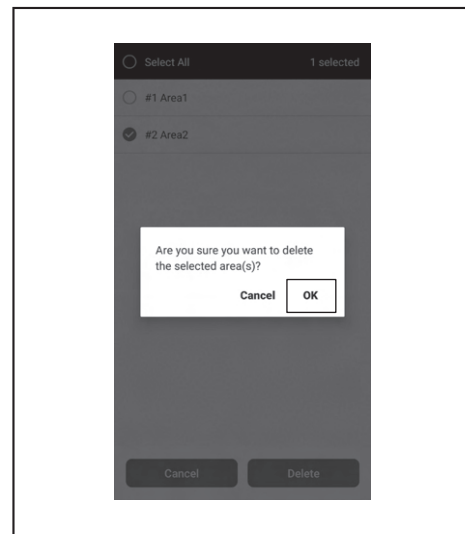 Select All 1 selected
#1 Area1
#2 Area2
Are you sure you want to delete
the selected area(s)?
Cancel OK
Cancel Delete